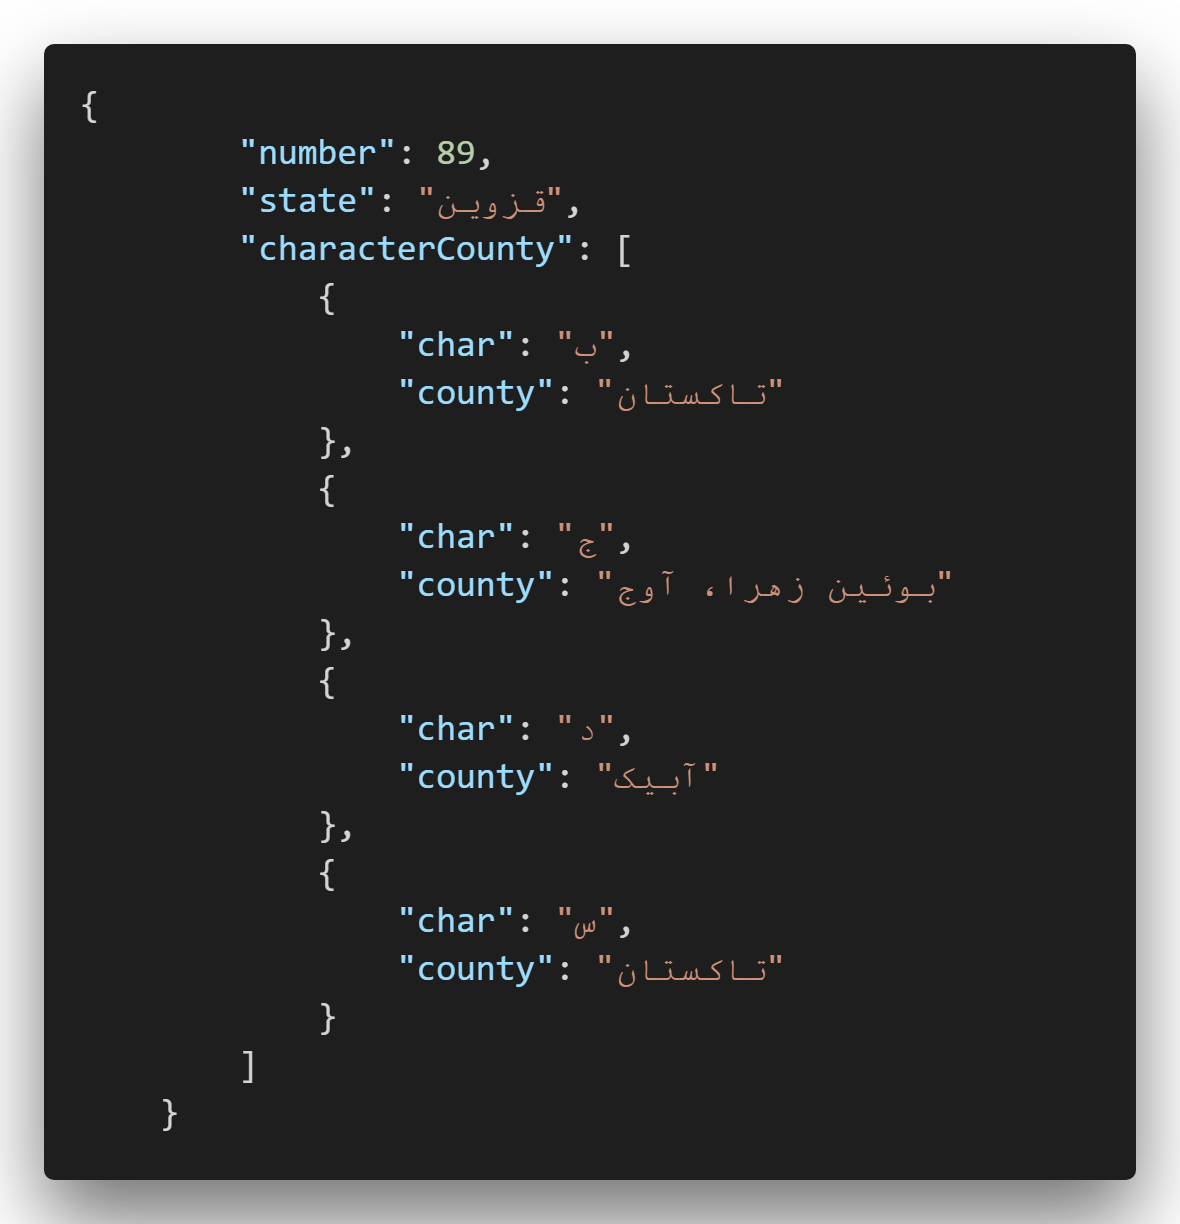 {
"number": 89,
"state": "قزوین",
"characterCounty": [
{
"char": "ب",
"county": "تاکستان"
},
{
"char": "ج",
"county": "بوئین زهرا، آوج"
},
{
"char": "د",
"county": "آبیک"
},
{
"char": "س",
"county": "تاکستان"
}
]
}